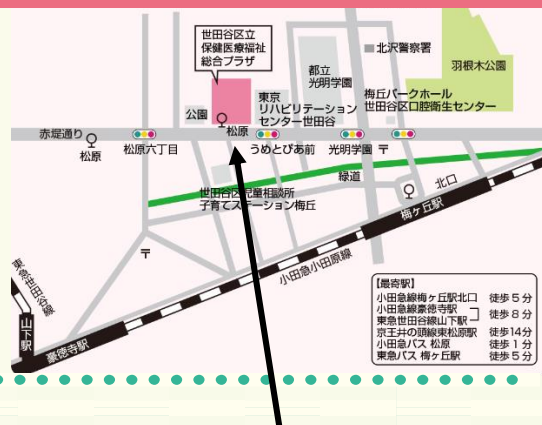 世田谷区立
保健医療福祉
総合プラザ
北沢警察署
羽根木公園
都立
光明学園
梅丘パークホール
世田谷区口腔衛生センター
東京
リハビリテーション
センター世田谷
公園
松原
赤堤通り
松原
松原六丁目
うめとぴあ前
光明学園
〒
緑道
世田谷区児童相談所
子育てステーション梅丘
北口
梅ヶ丘駅
〒
小田急小田原線
東急世田谷線
山下駅
豪徳寺駅
【最寄駅】
小田急線梅ヶ丘駅北口 徒歩5分
小田急線豪徳寺駅
東急世田谷線山下駅 徒歩8分
京王井の頭線東松原駅 徒歩14分
小田急バス 松原 徒歩1分
東急バス 梅ヶ丘駅 徒歩5分